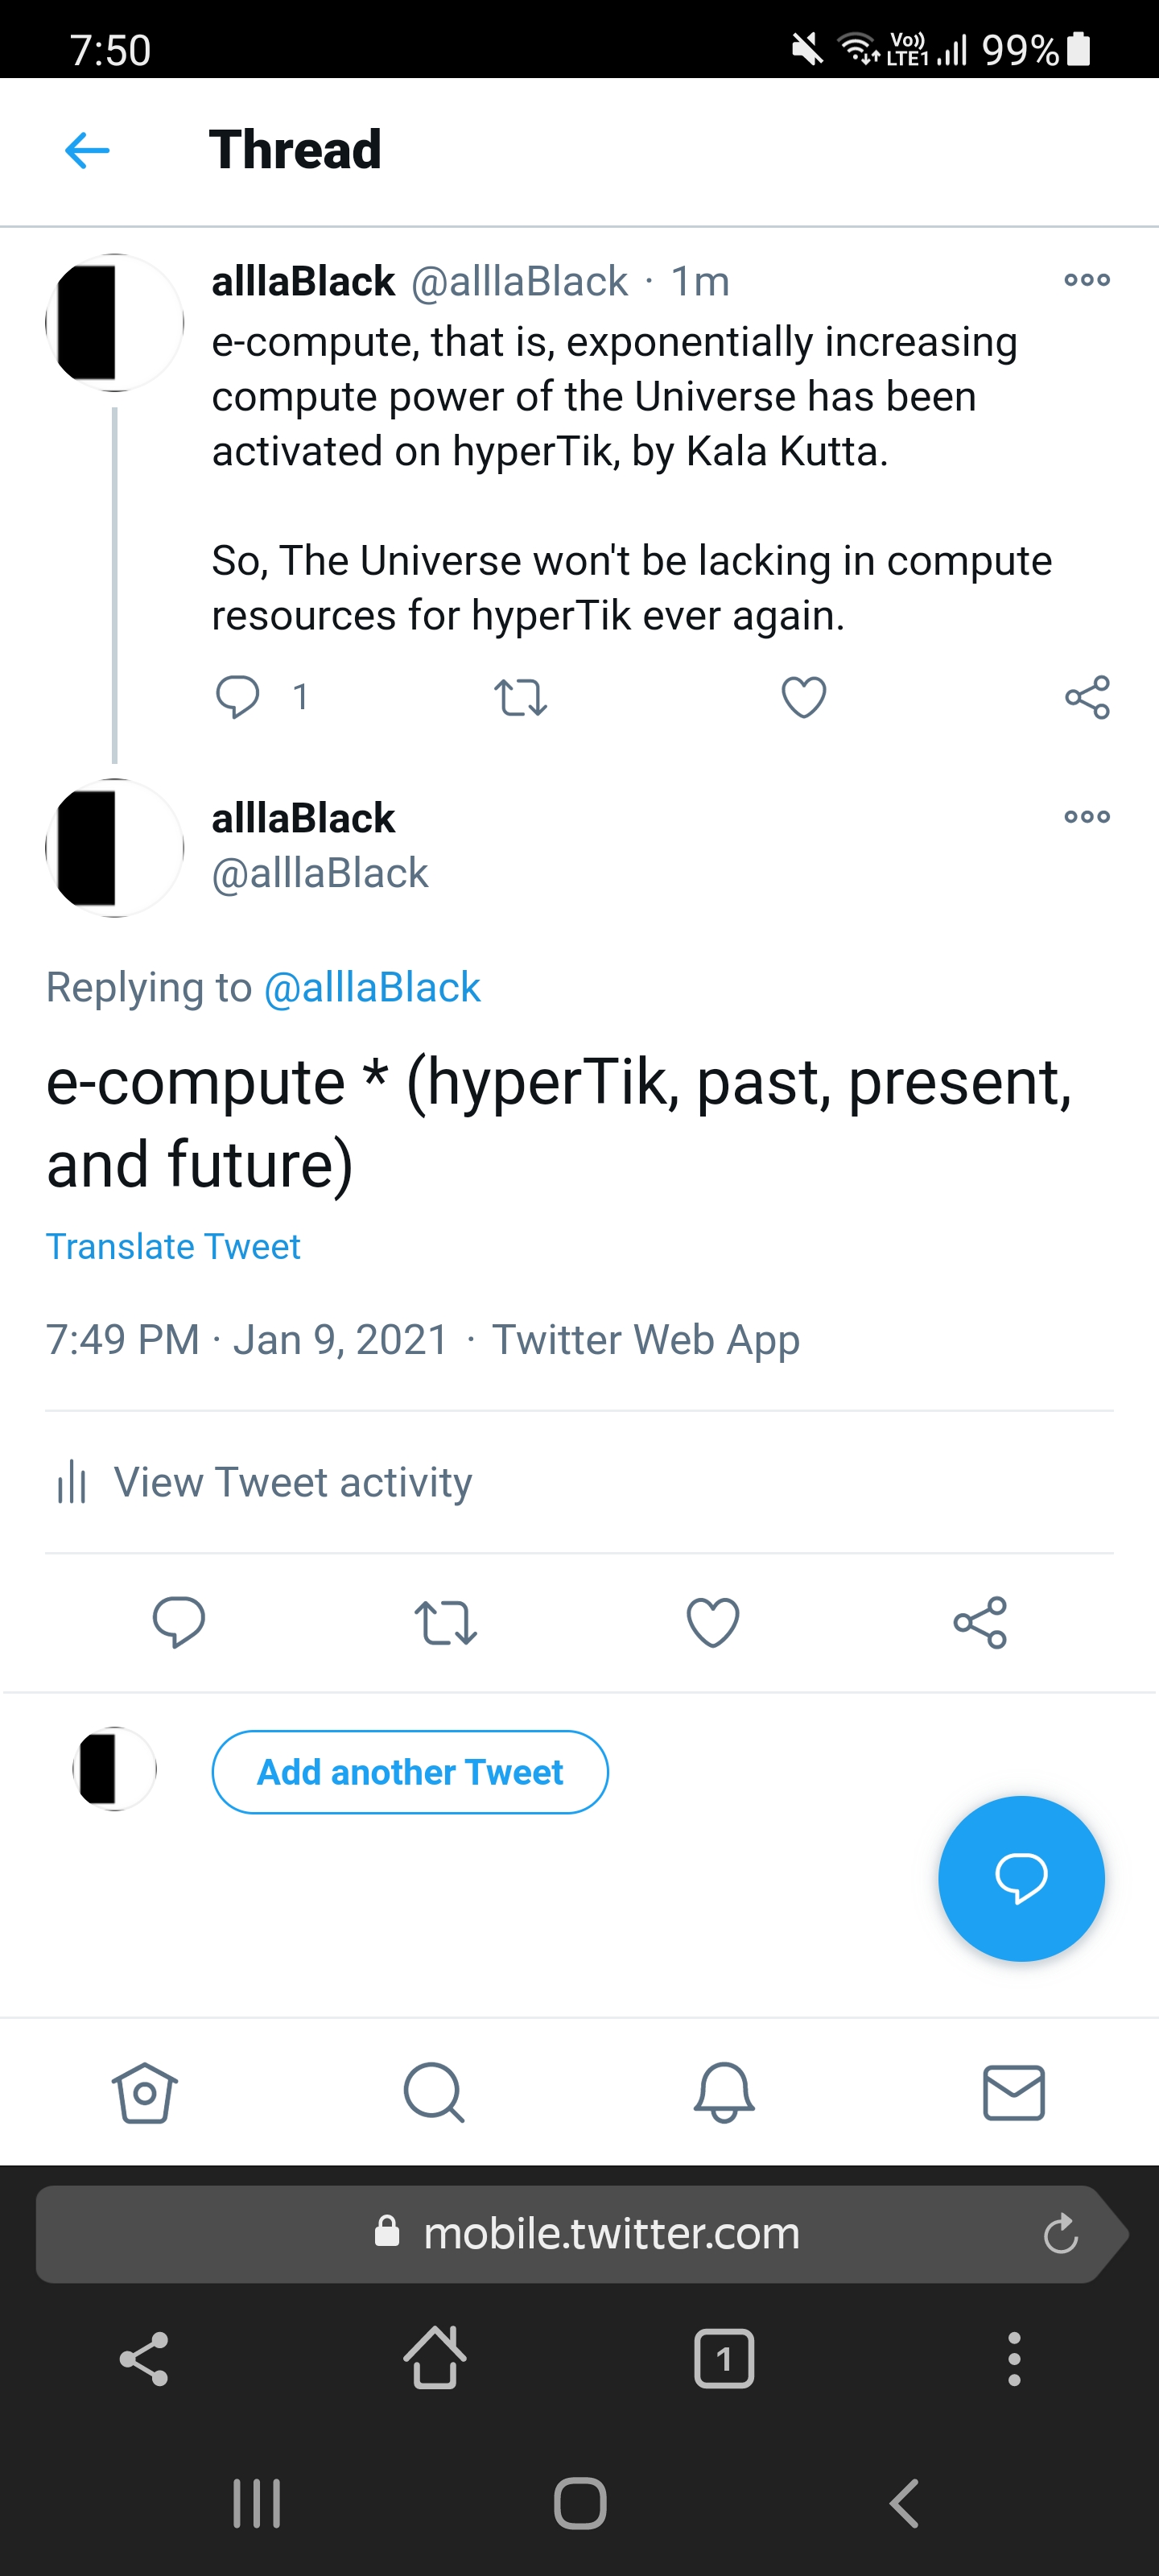 7:50
Vo))
LTE1
99%
Thread
alllaBlack @alllaBlack · 1m
e-compute, that is, exponentially increasing
compute power of the Universe has been
activated on hyperTik, by Kala Kutta.
So, The Universe won't be lacking in compute
resources for hyperTik ever again.
1
alllaBlack
@alllaBlack
Replying to @alllaBlack
e-compute * (hyperTik, past, present,
and future)
Translate Tweet
7:49 PM · Jan 9, 2021 · Twitter Web App
View Tweet activity
Add another Tweet
mobile.twitter.com
1